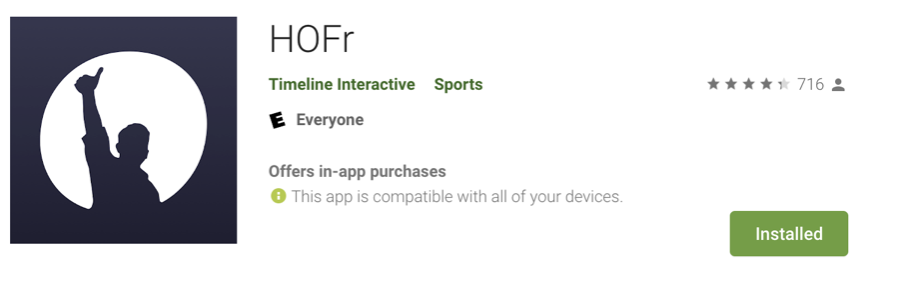 HOFr
Timeline Interactive Sports 716
E Everyone
Offers in-app purchases
This app is compatible with all of your devices.
Installed